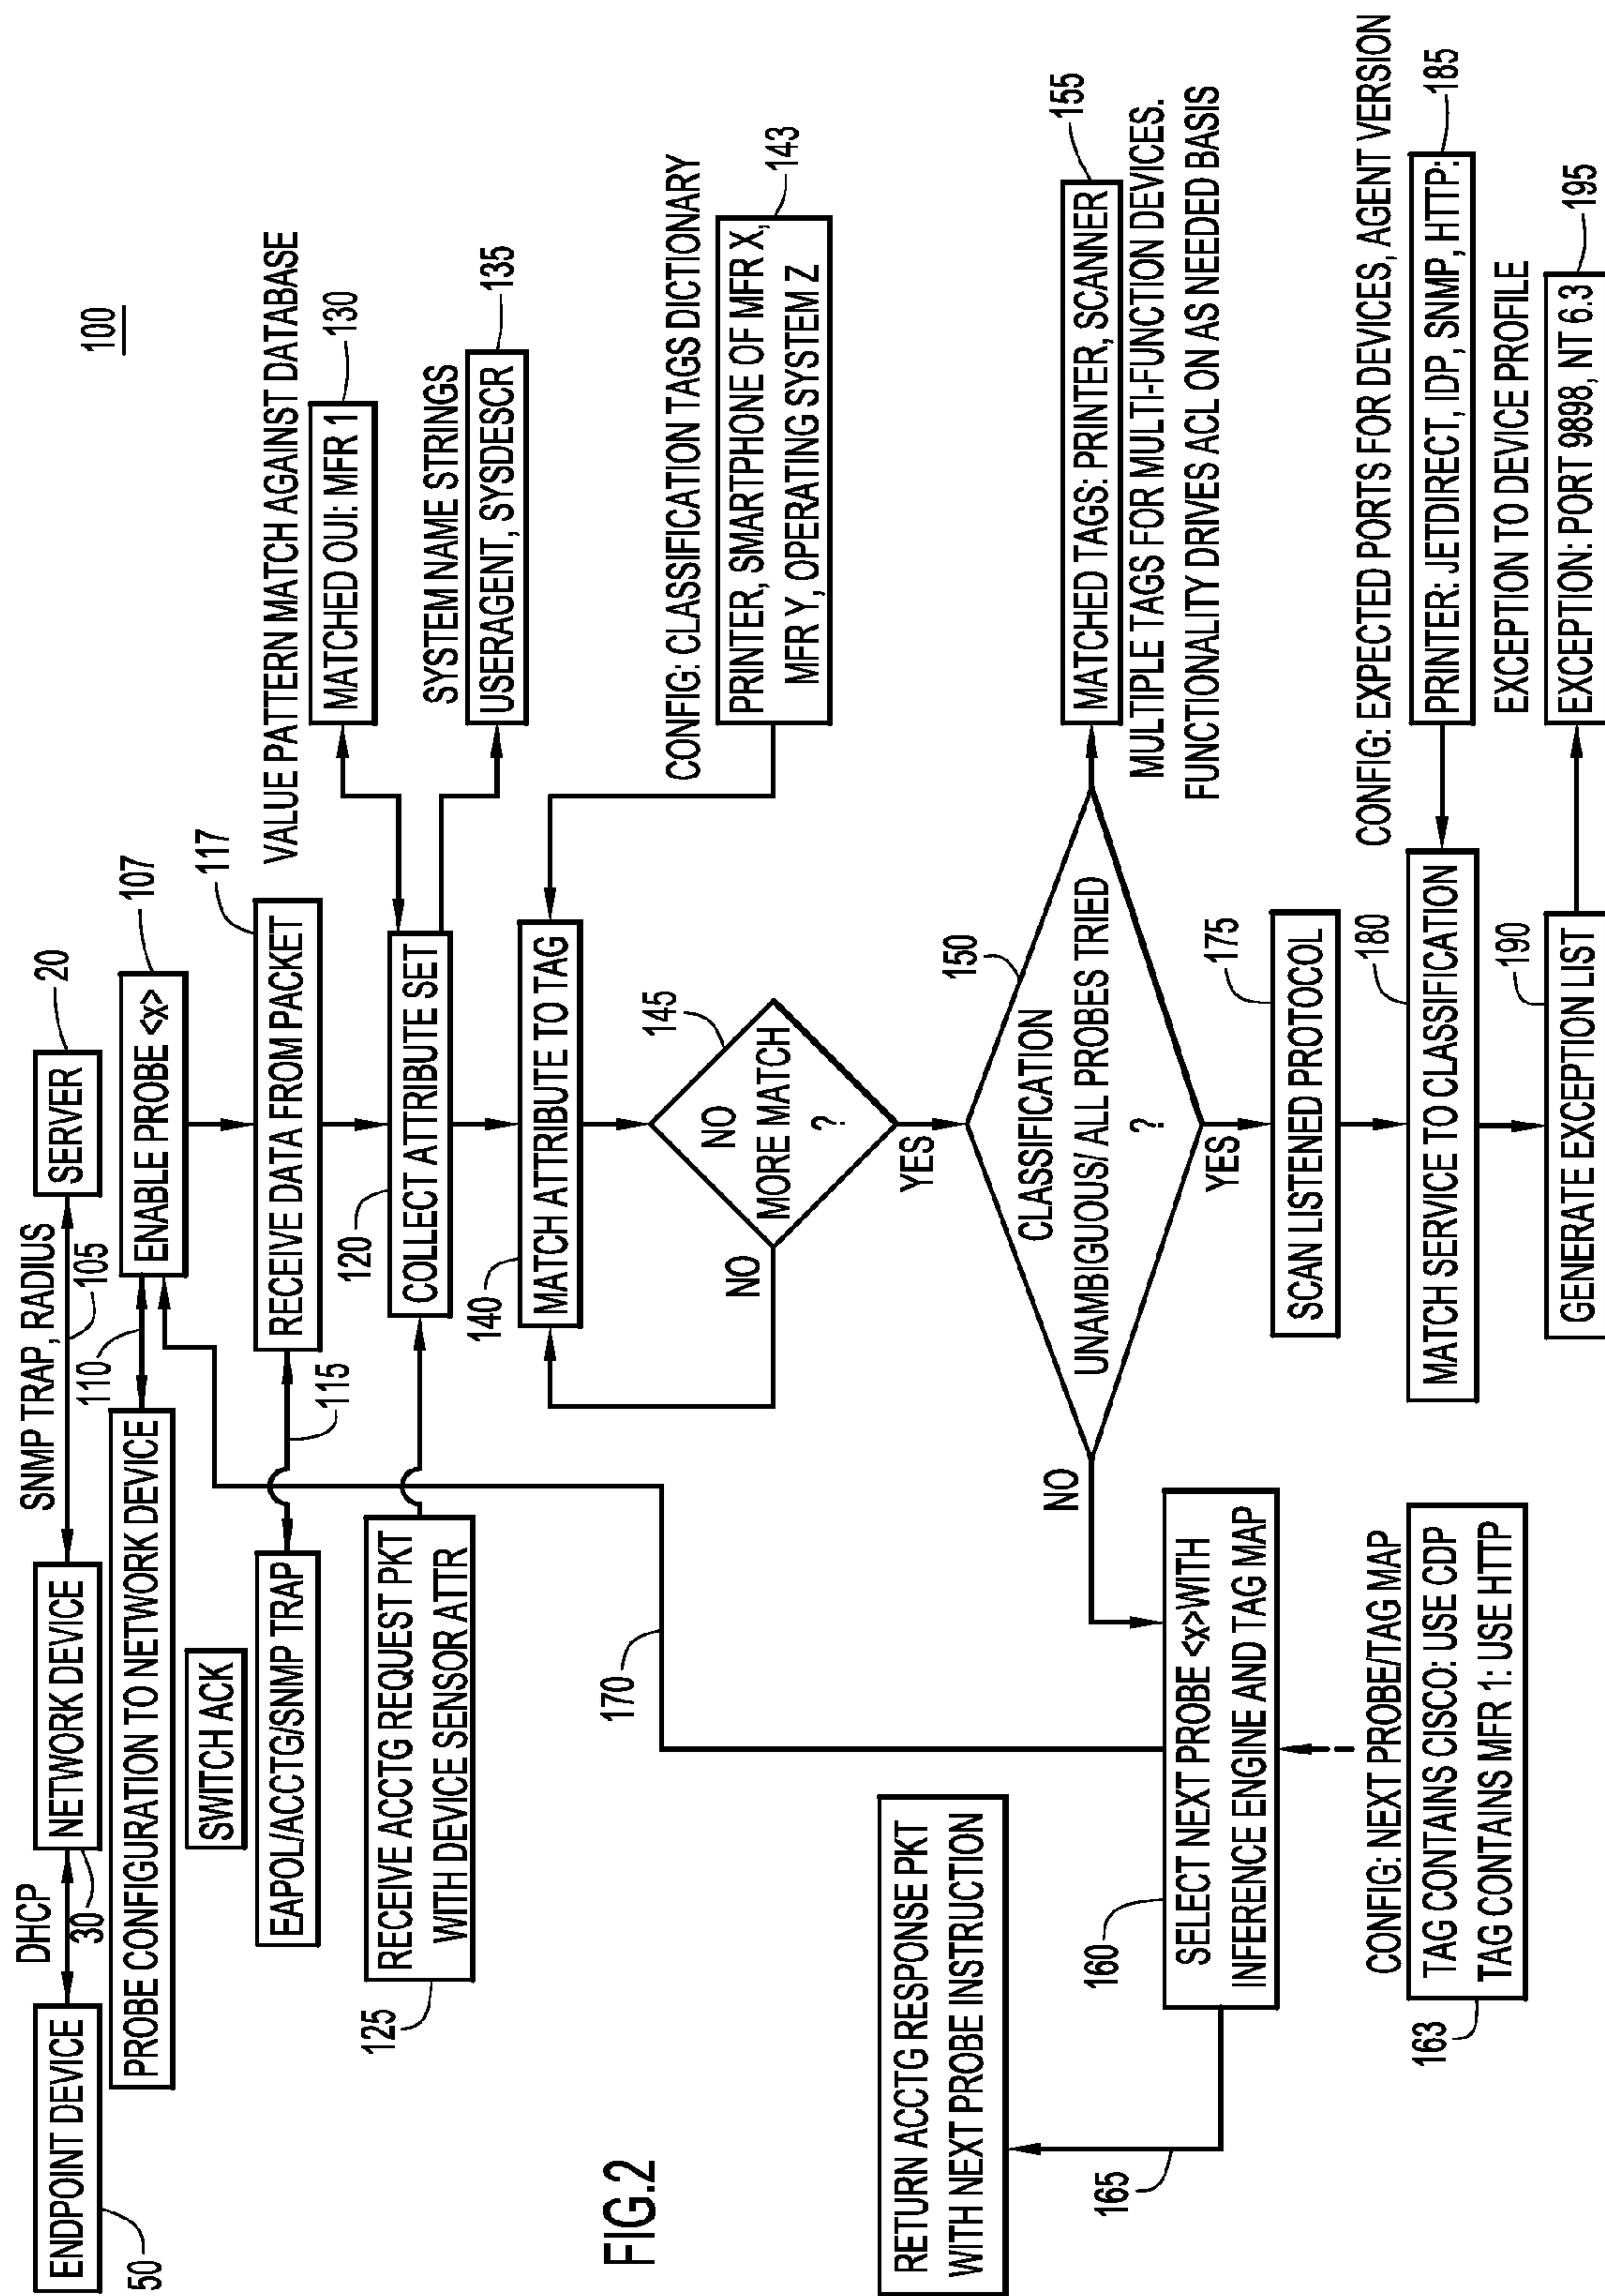 100
SNMP TRAP, RADIUS
DHCP
ENDPOINT DEVICE
50
NETWORK DEVICE
30
105
SERVER
20
PROBE CONFIGURATION TO NETWORK DEVICE
110
ENABLE PROBE <x>
107
SWITCH ACK
EAPOL/ACCTG/SNMP TRAP
115
RECEIVE DATA FROM PACKET
117
VALUE PATTERN MATCH AGAINST DATABASE
MATCHED OUI: MFR 1
130
RECEIVE ACCTG REQUEST PKT
WITH DEVICE SENSOR ATTR
125
120
COLLECT ATTRIBUTE SET
SYSTEM NAME STRINGS
USERAGENT, SYSDESCR
135
140
MATCH ATTRIBUTE TO TAG
CONFIG: CLASSIFICATION TAGS DICTIONARY
PRINTER, SMARTPHONE OF MFR X,
MFR Y, OPERATING SYSTEM Z
143
NO
MORE MATCH
?
145
NO
YES
170
FIG.2
CLASSIFICATION
UNAMBIGUOUS/ ALL PROBES TRIED
?
150
NO
YES
MATCHED TAGS: PRINTER, SCANNER
155
MULTIPLE TAGS FOR MULTI-FUNCTION DEVICES.
FUNCTIONALITY DRIVES ACL ON AS NEEDED BASIS
RETURN ACCTG RESPONSE PKT
WITH NEXT PROBE INSTRUCTION
165
160
SELECT NEXT PROBE <x>WITH
INFERENCE ENGINE AND TAG MAP
CONFIG: NEXT PROBE/TAG MAP
TAG CONTAINS CISCO: USE CDP
TAG CONTAINS MFR 1: USE HTTP
163
SCAN LISTENED PROTOCOL
175
MATCH SERVICE TO CLASSIFICATION
180
CONFIG: EXPECTED PORTS FOR DEVICES, AGENT VERSION
PRINTER: JETDIRECT, IDP, SNMP, HTTP:
185
GENERATE EXCEPTION LIST
190
EXCEPTION TO DEVICE PROFILE
EXCEPTION: PORT 9898, NT 6.3
195